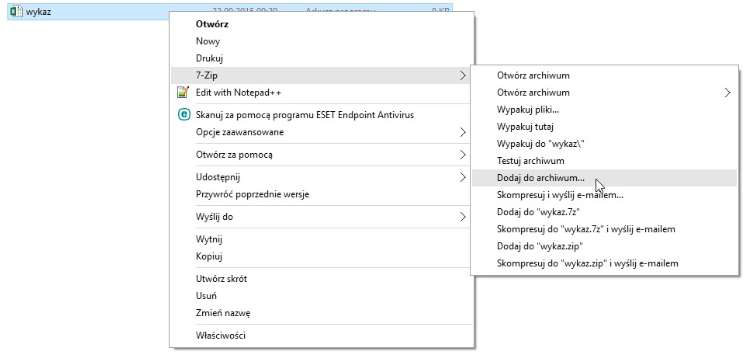 wykaz
Otwórz
Nowy
Drukuj
7-Zip
Edit with Notepad++
Skanuj za pomocą programu ESET Endpoint Antivirus
Opcje zaawansowane
Otwórz za pomocą
Udostępnij
Przywróć poprzednie wersje
Wyślij do
Wytnij
Kopiuj
Utwórz skrót
Usuń
Zmień nazwę
Właściwości
Otwórz archiwum
Otwórz archiwum
Wypakuj pliki...
Wypakuj tutaj
Wypakuj do "wykaz\"
Testuj archiwum
Dodaj do archiwum...
Skompresuj i wyślij e-mailem...
Dodaj do "wykaz.7z"
Skompresuj do "wykaz.7z" i wyślij e-mailem
Dodaj do "wykaz.zip"
Skompresuj do "wykaz.zip" i wyślij e-mailem